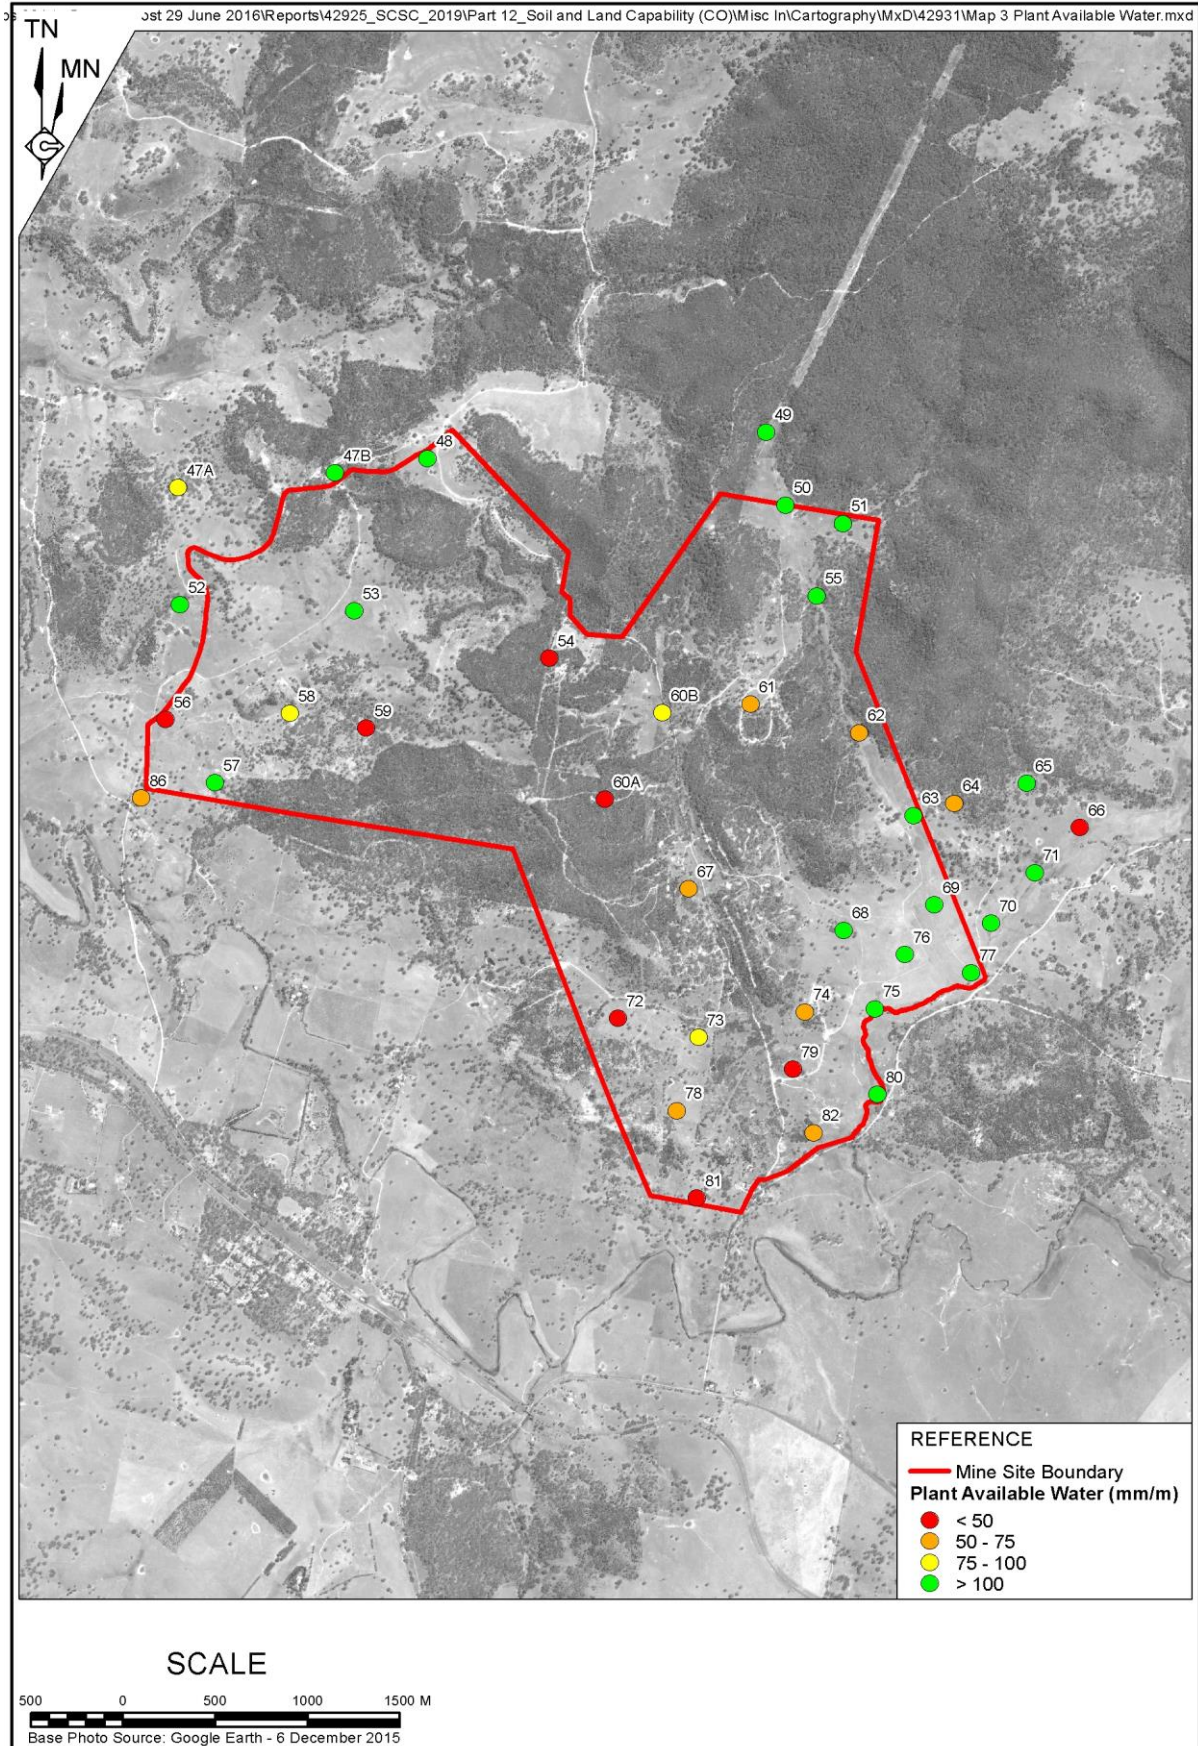 ost 29 June 2016\Reports\42925_SCSC_2019\Part 12_Soil and Land Capability (CO)\Misc In\Cartography\MxD\42931\Map 3 Plant Available Water.mxd
TN
MN
49
48
47B
47A
50
51
52
53
55
54
56
58
59
60B
61
62
86
57
60A
63
64
65
66
71
67
69
68
70
76
77
72
73
74
75
79
78
80
82
81
REFERENCE
Mine Site Boundary
Plant Available Water (mm/m)
< 50
50 - 75
75 - 100
> 100
SCALE
500 0 500 1000 1500 M
Base Photo Source: Google Earth - 6 December 2015